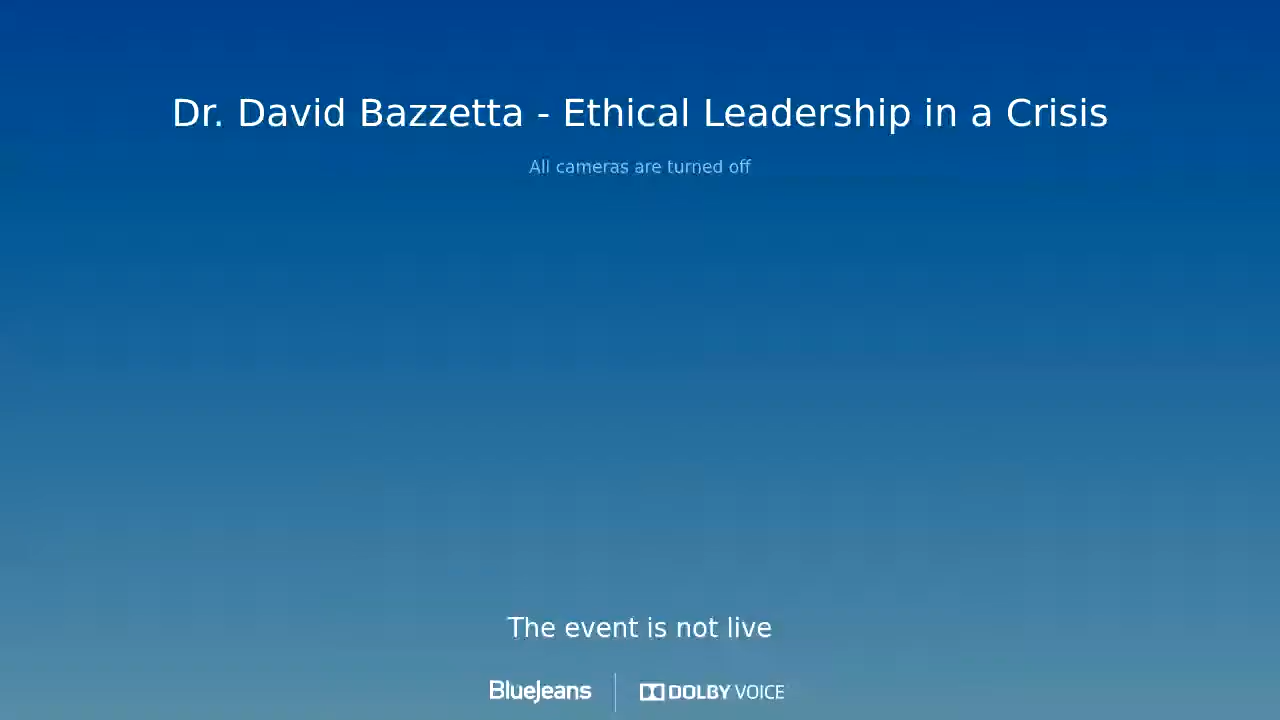 Dr. David Bazzetta - Ethical Leadership in a Crisis
All cameras are turned off
The event is not live
BlueJeans
DOLBY VOICE